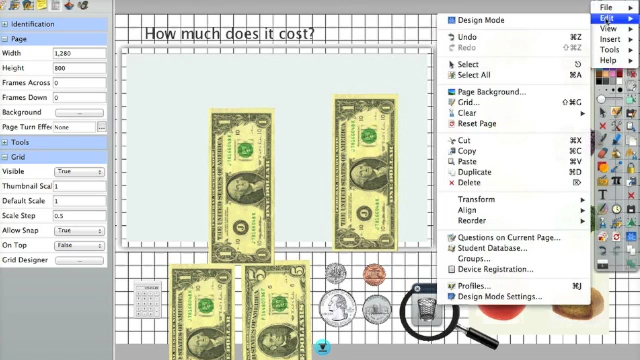 Identification
Page
Width 1,280
Height 800
Frames Across 0
Frames Down 0
Background ...
Page Turn Effec None ...
Tools
Grid
Visible True
Thumbnail Scal 1
Default Scale 1
Scale Step 0.5
Allow Snap True
On Top False
Grid Designer ...
How much does it cost?
Design Mode
Undo ⌘Z
Redo ⇧⌘Z
Select
Select All ⌘A
Page Background...
Grid... ⇧⌘G
Clear
Reset Page
Cut ⌘X
Copy ⌘C
Paste ⌘V
Duplicate ⌘D
Delete
Transform
Align
Reorder
Questions on Current Page...
Student Database...
Groups...
Device Registration...
Profiles... ⌘J
Design Mode Settings...
File
Edit
View
Insert
Tools
Help